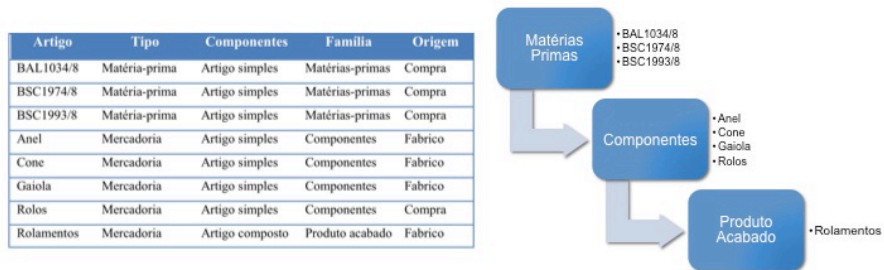 Artigo Tipo Componentes Família Origem
BAL1034/8 Matéria-prima Artigo simples Matérias-primas Compra
BSC1974/8 Matéria-prima Artigo simples Matérias-primas Compra
BSC1993/8 Matéria-prima Artigo simples Matérias-primas Compra
Anel Mercadoria Artigo simples Componentes Fabrico
Cone Mercadoria Artigo simples Componentes Fabrico
Gaiola Mercadoria Artigo simples Componentes Fabrico
Rolos Mercadoria Artigo simples Componentes Compra
Rolamentos Mercadoria Artigo composto Produto acabado Fabrico
Matérias
Primas
• BAL1034/8
• BSC1974/8
• BSC1993/8
Componentes
• Anel
• Cone
• Gaiola
• Rolos
Produto
Acabado
• Rolamentos